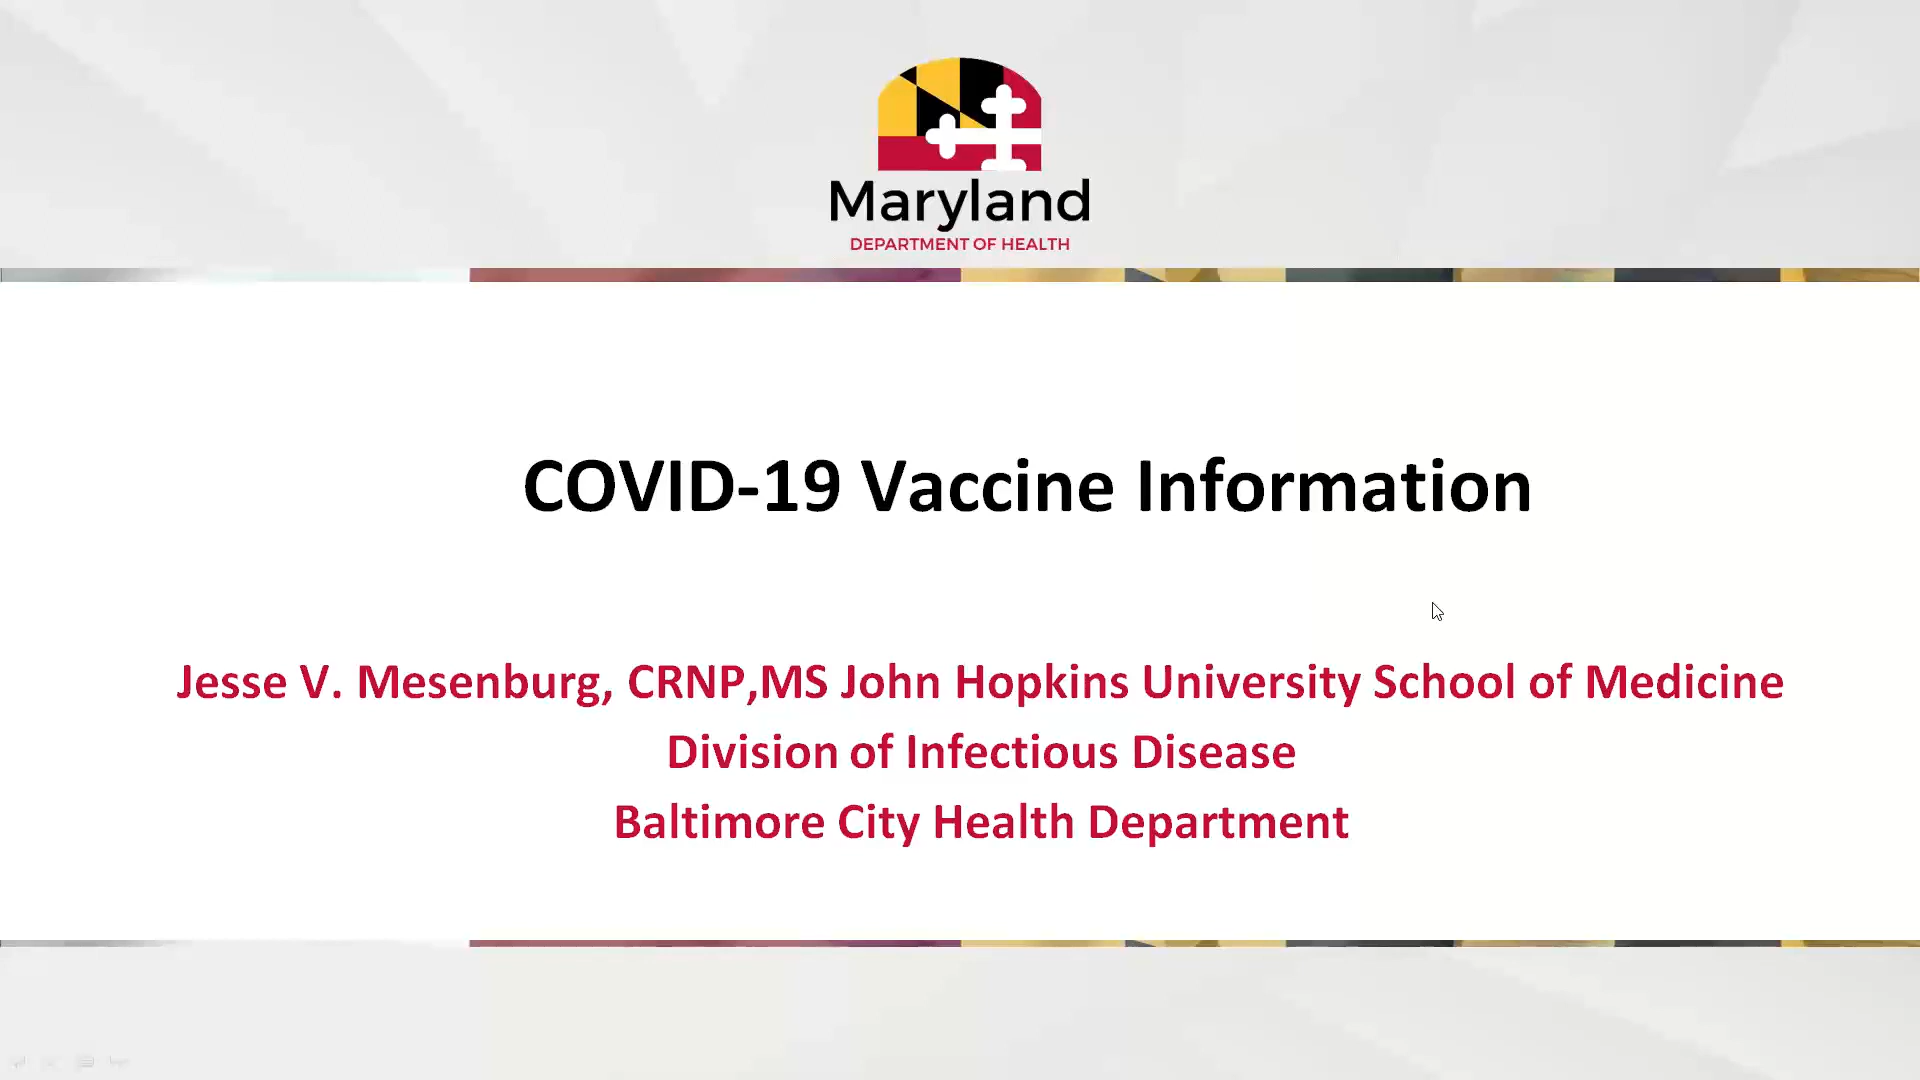 Maryland
DEPARTMENT OF HEALTH
COVID-19 Vaccine Information
Jesse V. Mesenburg, CRNP,MS John Hopkins University School of Medicine
Division of Infectious Disease
Baltimore City Health Department